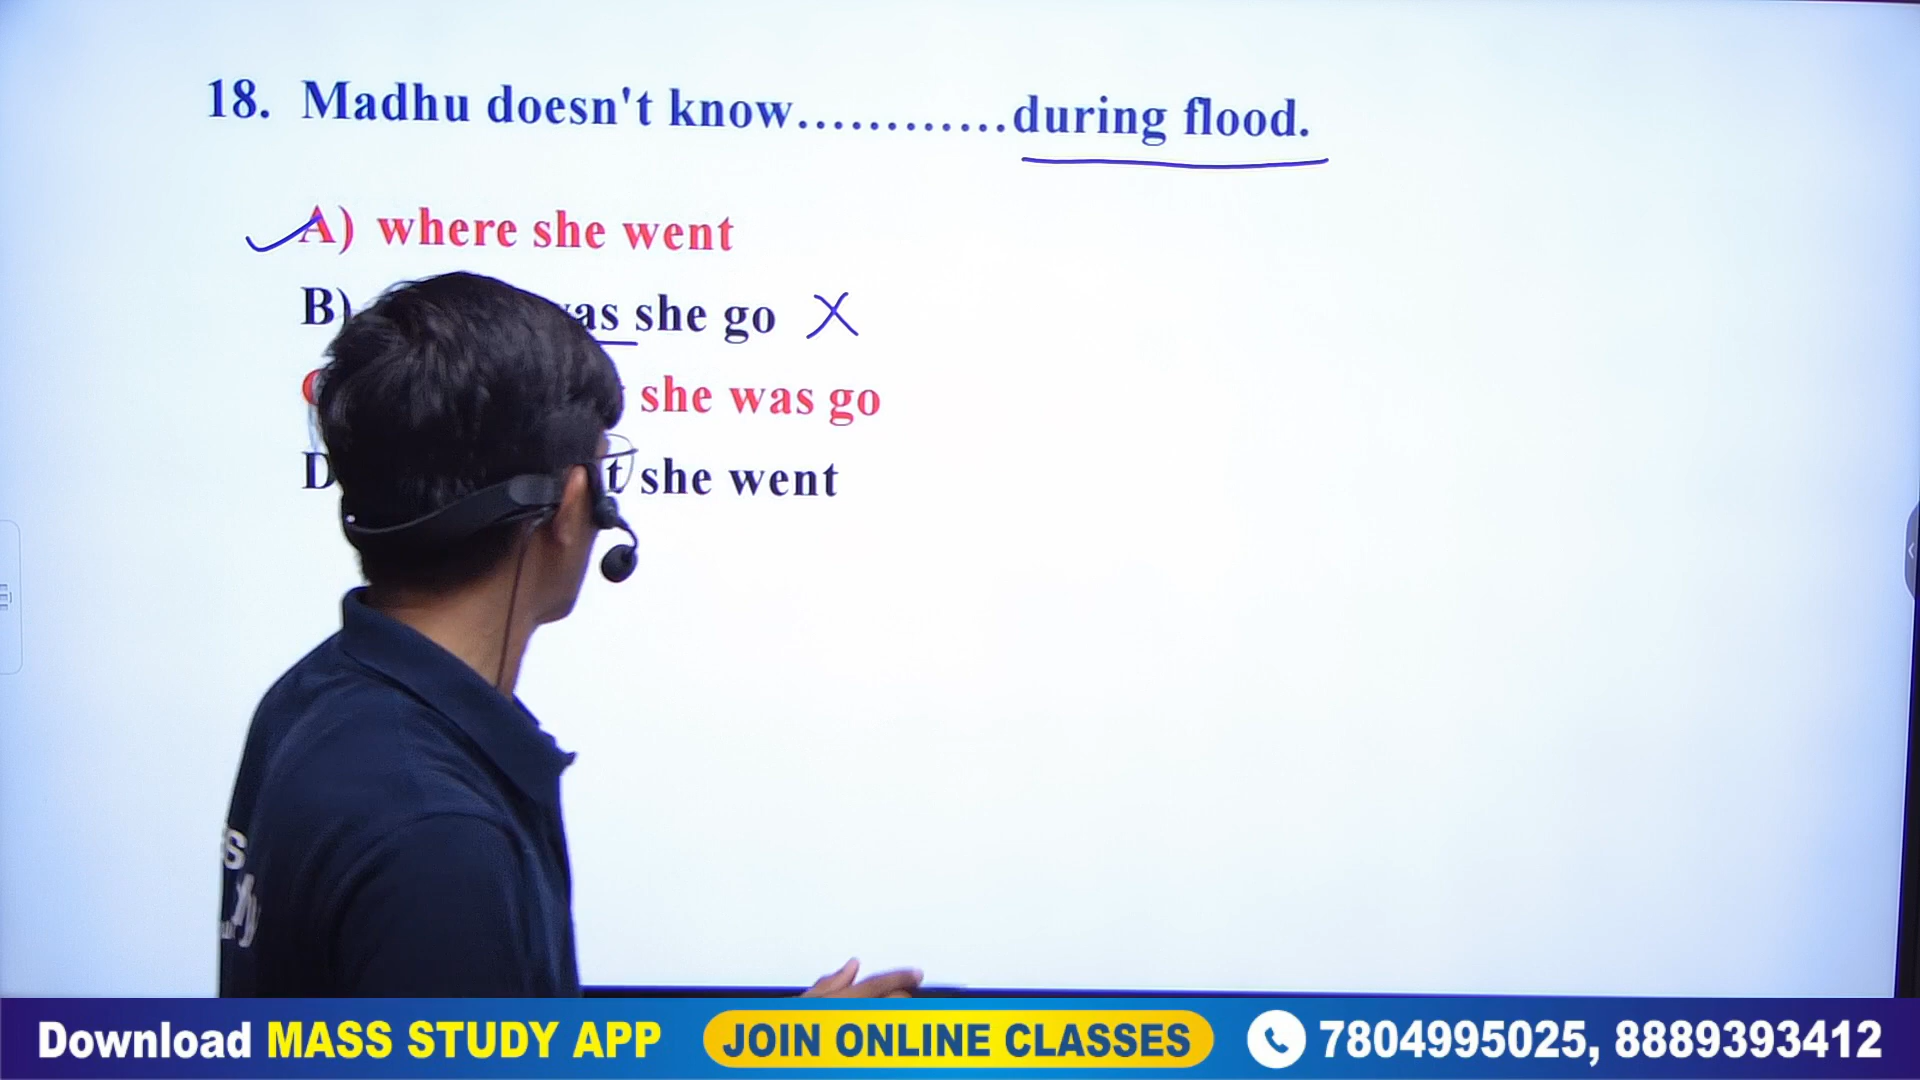 18. Madhu doesn't know............during flood.
A) where she went
B) she go X
she was go
D she went
Download MASS STUDY APP JOIN ONLINE CLASSES 7804995025, 8889393412